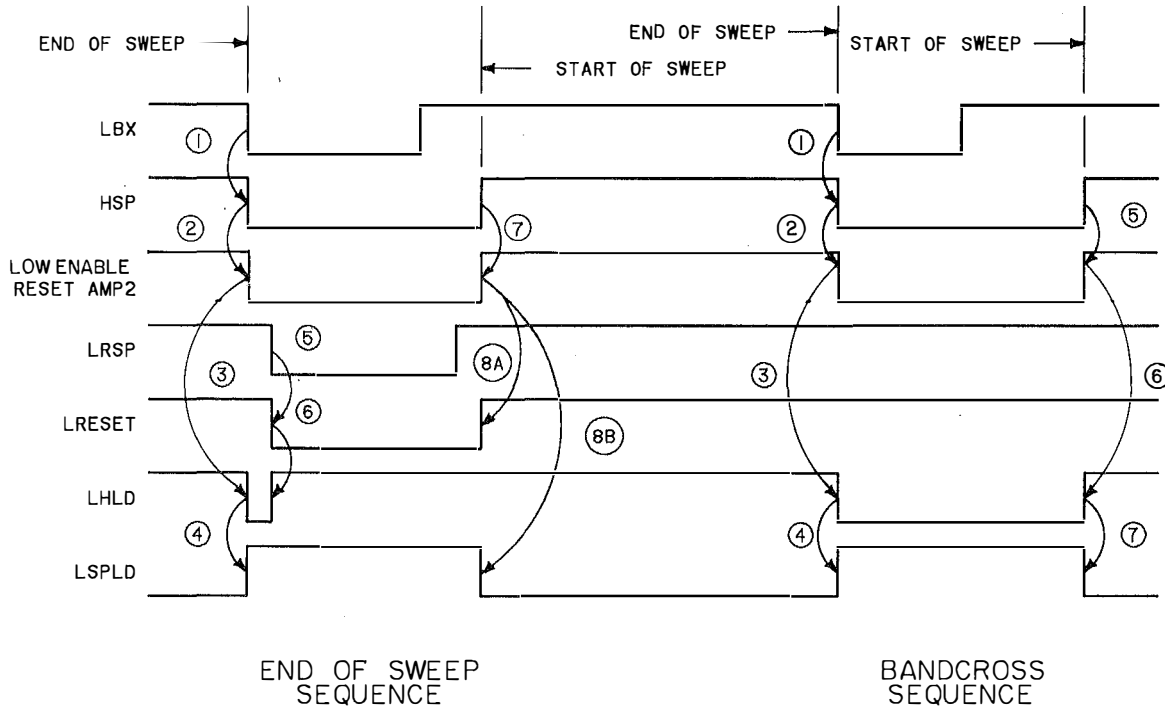 END OF SWEEP
START OF SWEEP
END OF SWEEP
START OF SWEEP
LBX
1
1
HSP
2
7
2
5
LOW ENABLE
RESET AMP2
LRSP
5
3
8A
3
6
LRESET
6
8B
LHLD
4
4
7
LSPLD
END OF SWEEP
SEQUENCE
BANDCROSS
SEQUENCE